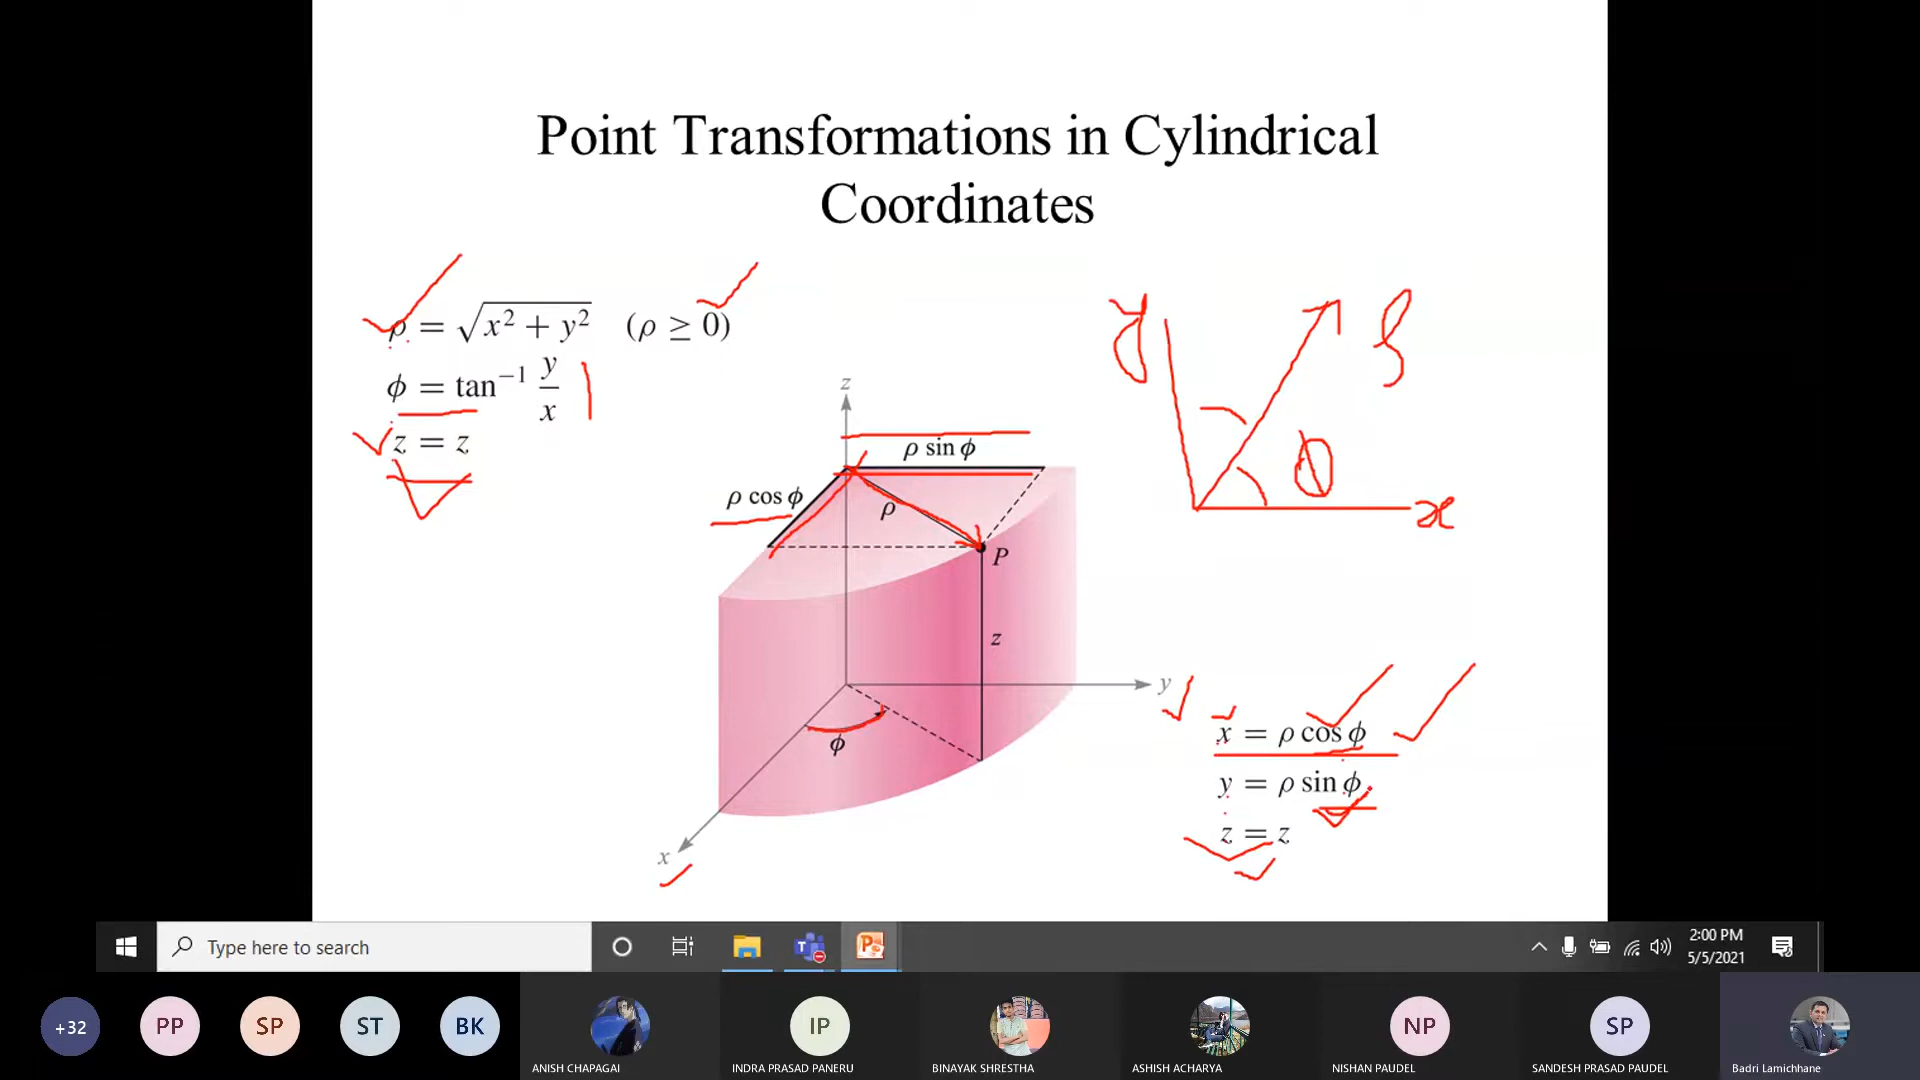 Point Transformations in Cylindrical
Coordinates
ρ = √x² + y² (ρ ≥ 0)
ϕ = tan⁻¹ y/x
z = z
z
ρ sin ϕ
ρ cos ϕ
ρ
P
z
y
ϕ
x
y
ρ
ϕ
x
x = ρ cos ϕ
y = ρ sin ϕ
z = z
Type here to search
2:00 PM
5/5/2021
+32
PP
SP
ST
BK
IP
NP
SP
ANISH CHAPAGAI
INDRA PRASAD PANERU
BINAYAK SHRESTHA
ASHISH ACHARYA
NISHAN PAUDEL
SANDESH PRASAD PAUDEL
Badri Lamichhane